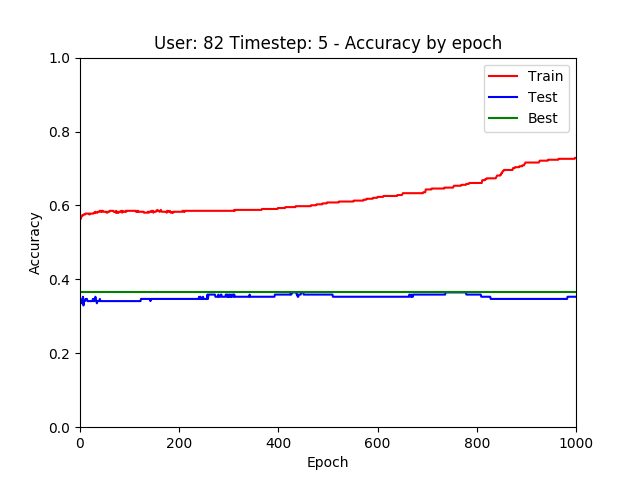 User: 82 Timestep: 5 - Accuracy by epoch
1.0
0.8
0.6
0.4
0.2
0.0
Accuracy
Train
Test
Best
0 200 400 600 800 1000
Epoch